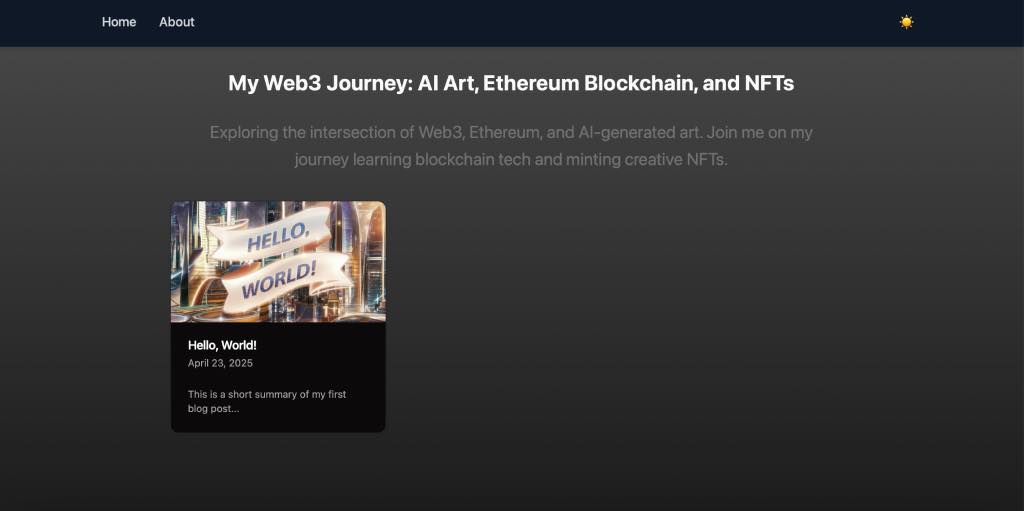 Home About
My Web3 Journey: AI Art, Ethereum Blockchain, and NFTs
Exploring the intersection of Web3, Ethereum, and AI-generated art. Join me on my
journey learning blockchain tech and minting creative NFTs.
HELLO,
WORLD!
Hello, World!
April 23, 2025
This is a short summary of my first
blog post...